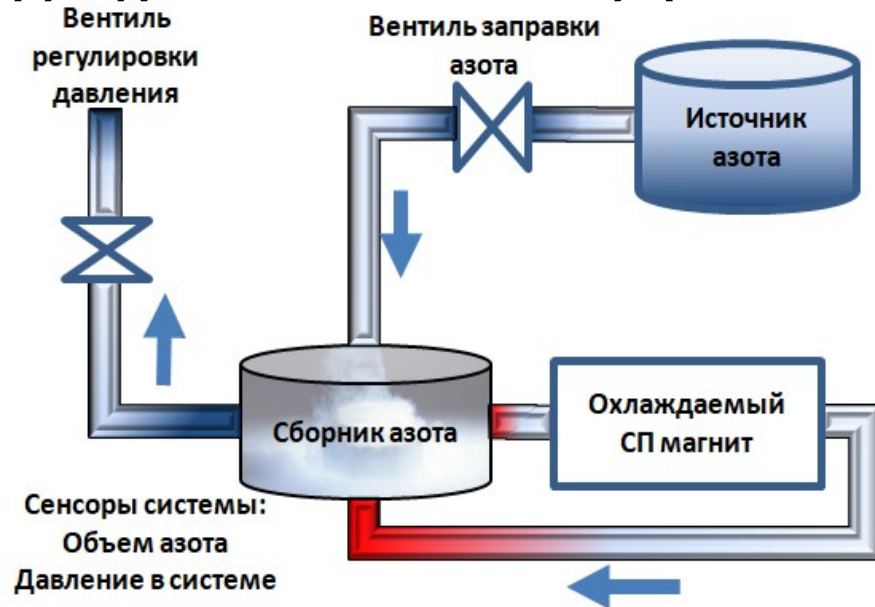 Вентиль
регулировки
давления
Вентиль заправки
азота
Источник
азота
Сборник азота
Охлаждаемый
СП магнит
Сенсоры системы:
Объем азота
Давление в системе